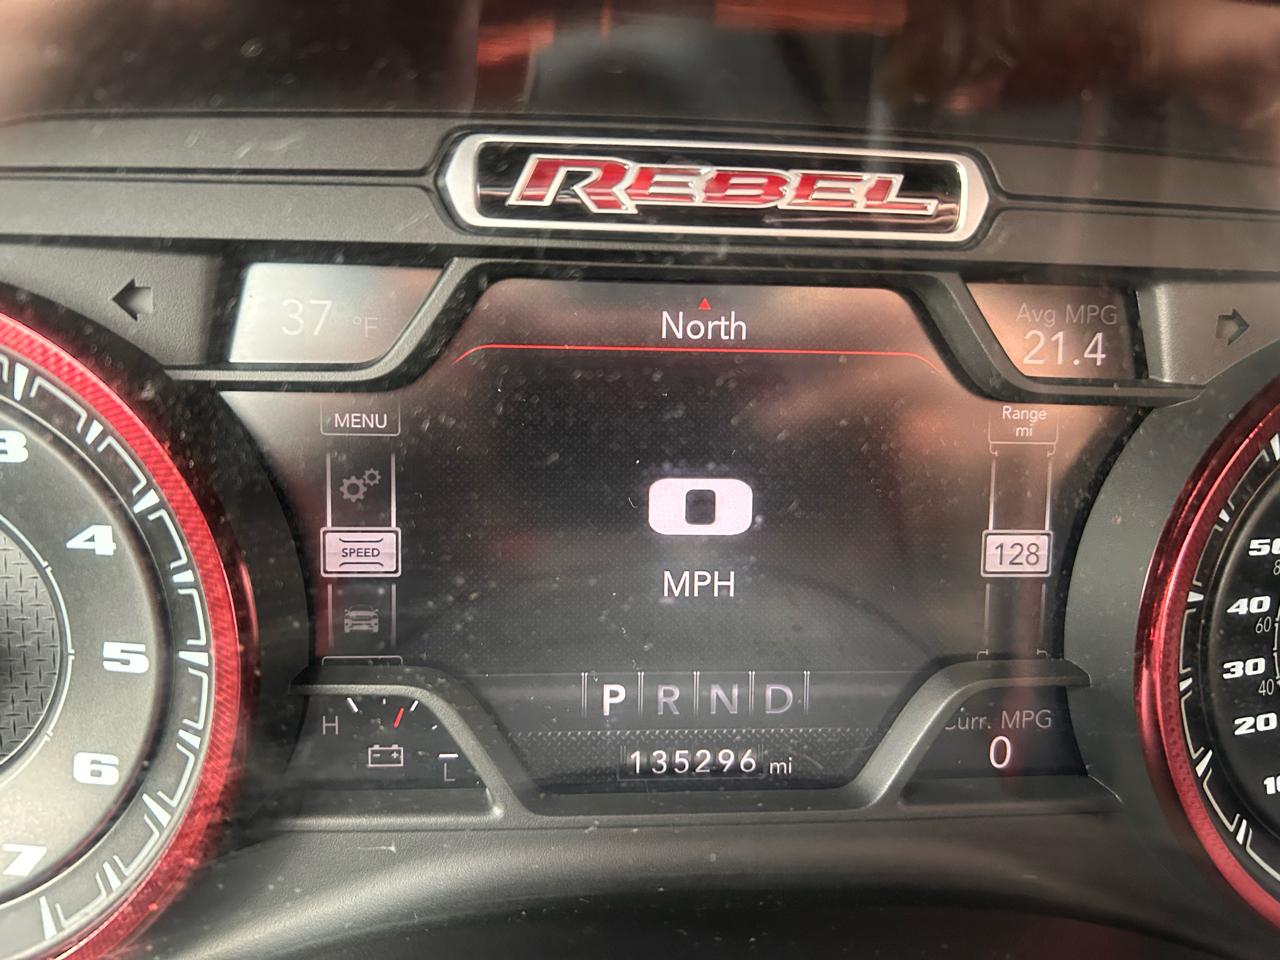 REBEL
37 °F
North
Avg MPG
21.4
MENU
Range
mi
3
4
5
6
7
SPEED
0
MPH
128
50
40
60
30
40
20
P R N D
H
L
135296 mi
Curr. MPG
0